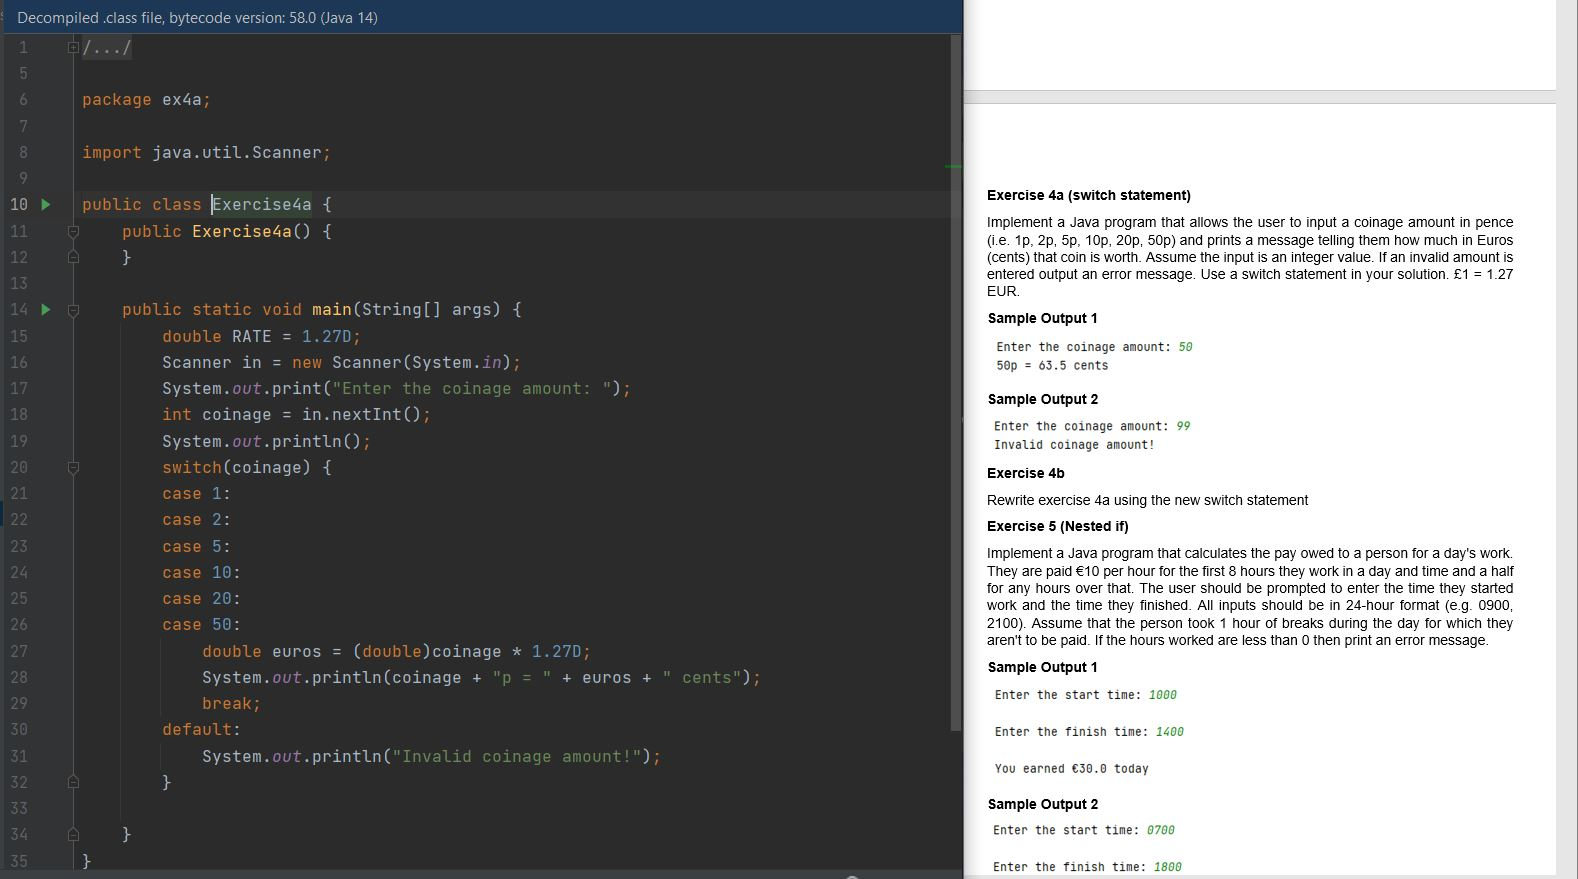 Decompiled .class file, bytecode version: 58.0 (Java 14)
1 /.../
5
6 package ex4a;
7
8 import java.util.Scanner;
9
10 public class Exercise4a {
11 public Exercise4a() {
12 }
13
14 public static void main(String[] args) {
15 double RATE = 1.27D;
16 Scanner in = new Scanner(System.in);
17 System.out.print("Enter the coinage amount: ");
18 int coinage = in.nextInt();
19 System.out.println();
20 switch(coinage) {
21 case 1:
22 case 2:
23 case 5:
24 case 10:
25 case 20:
26 case 50:
27 double euros = (double)coinage * 1.27D;
28 System.out.println(coinage + "p = " + euros + " cents");
29 break;
30 default:
31 System.out.println("Invalid coinage amount!");
32 }
33
34 }
35 }
Exercise 4a (switch statement)
Implement a Java program that allows the user to input a coinage amount in pence
(i.e. 1p, 2p, 5p, 10p, 20p, 50p) and prints a message telling them how much in Euros
(cents) that coin is worth. Assume the input is an integer value. If an invalid amount is
entered output an error message. Use a switch statement in your solution. £1 = 1.27
EUR.
Sample Output 1
Enter the coinage amount: 50
50p = 63.5 cents
Sample Output 2
Enter the coinage amount: 99
Invalid coinage amount!
Exercise 4b
Rewrite exercise 4a using the new switch statement
Exercise 5 (Nested if)
Implement a Java program that calculates the pay owed to a person for a day's work.
They are paid €10 per hour for the first 8 hours they work in a day and time and a half
for any hours over that. The user should be prompted to enter the time they started
work and the time they finished. All inputs should be in 24-hour format (e.g. 0900,
2100). Assume that the person took 1 hour of breaks during the day for which they
aren't to be paid. If the hours worked are less than 0 then print an error message.
Sample Output 1
Enter the start time: 1000
Enter the finish time: 1400
You earned €30.0 today
Sample Output 2
Enter the start time: 0700
Enter the finish time: 1800